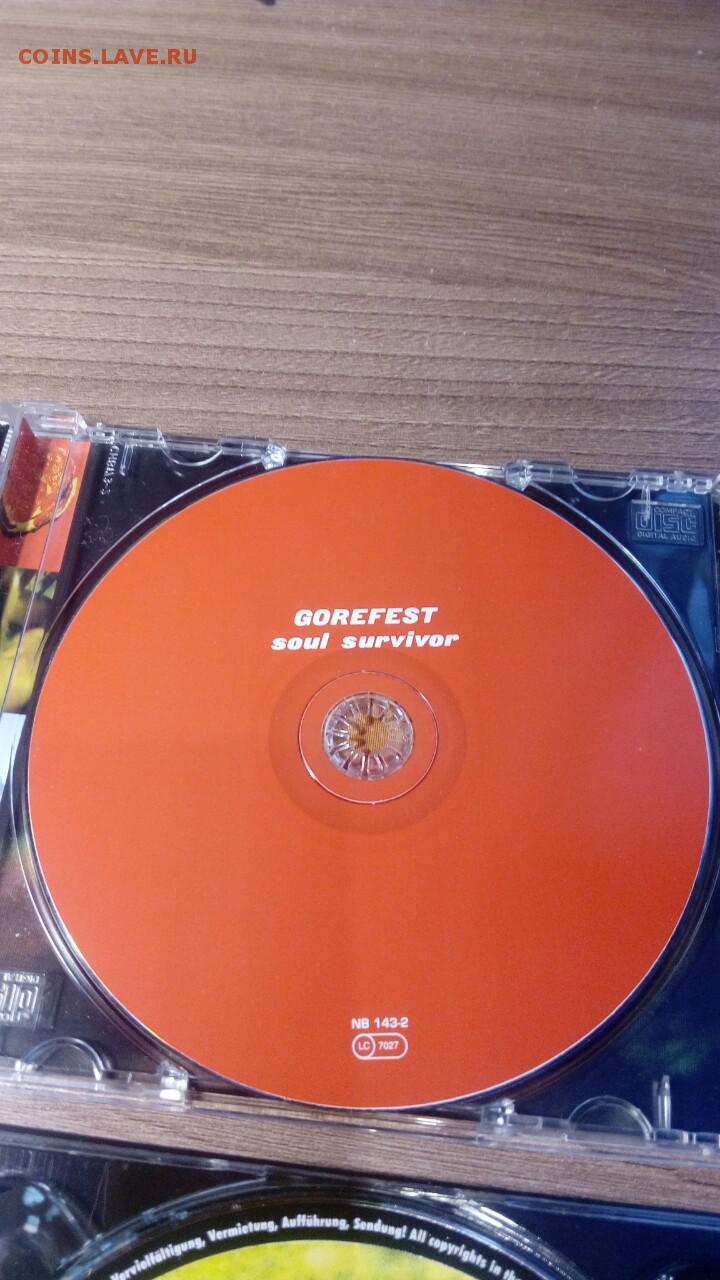 COINS.LAVE.RU
COMPACT
disc
DIGITAL AUDIO
GOREFEST
soul survivor
NB 143-2
LC 7027
Vervielfältigung, Vermietung, Aufführung, Sendung! All copyrights in the